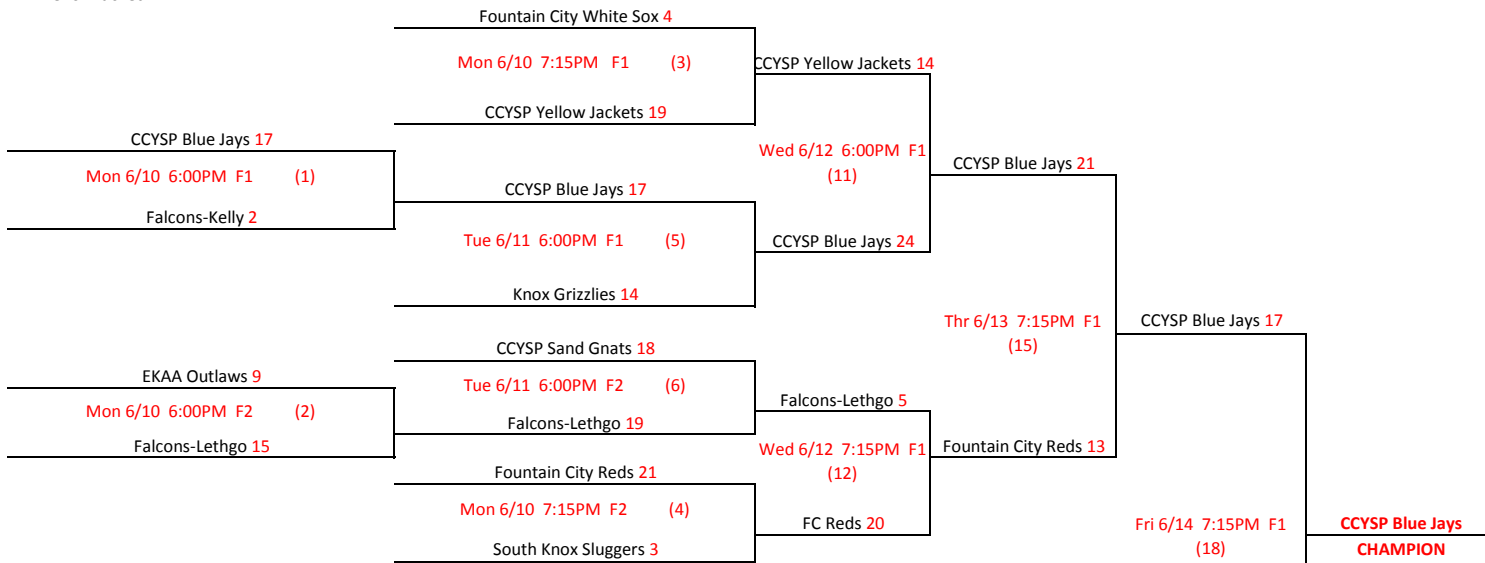 Fountain City White Sox 4
Mon 6/10 7:15PM F1 (3)
CCYSP Yellow Jackets 14
CCYSP Yellow Jackets 19
CCYSP Blue Jays 17
Wed 6/12 6:00PM F1
(11)
CCYSP Blue Jays 21
Mon 6/10 6:00PM F1 (1)
CCYSP Blue Jays 17
Falcons-Kelly 2
Tue 6/11 6:00PM F1 (5)
CCYSP Blue Jays 24
Knox Grizzlies 14
Thr 6/13 7:15PM F1
(15)
CCYSP Blue Jays 17
CCYSP Sand Gnats 18
EKAA Outlaws 9
Tue 6/11 6:00PM F2 (6)
Falcons-Lethgo 5
Mon 6/10 6:00PM F2 (2)
Falcons-Lethgo 19
Falcons-Lethgo 15
Wed 6/12 7:15PM F1
(12)
Fountain City Reds 13
Fountain City Reds 21
Mon 6/10 7:15PM F2 (4)
FC Reds 20
South Knox Sluggers 3
Fri 6/14 7:15PM F1
(18)
CCYSP Blue Jays
CHAMPION